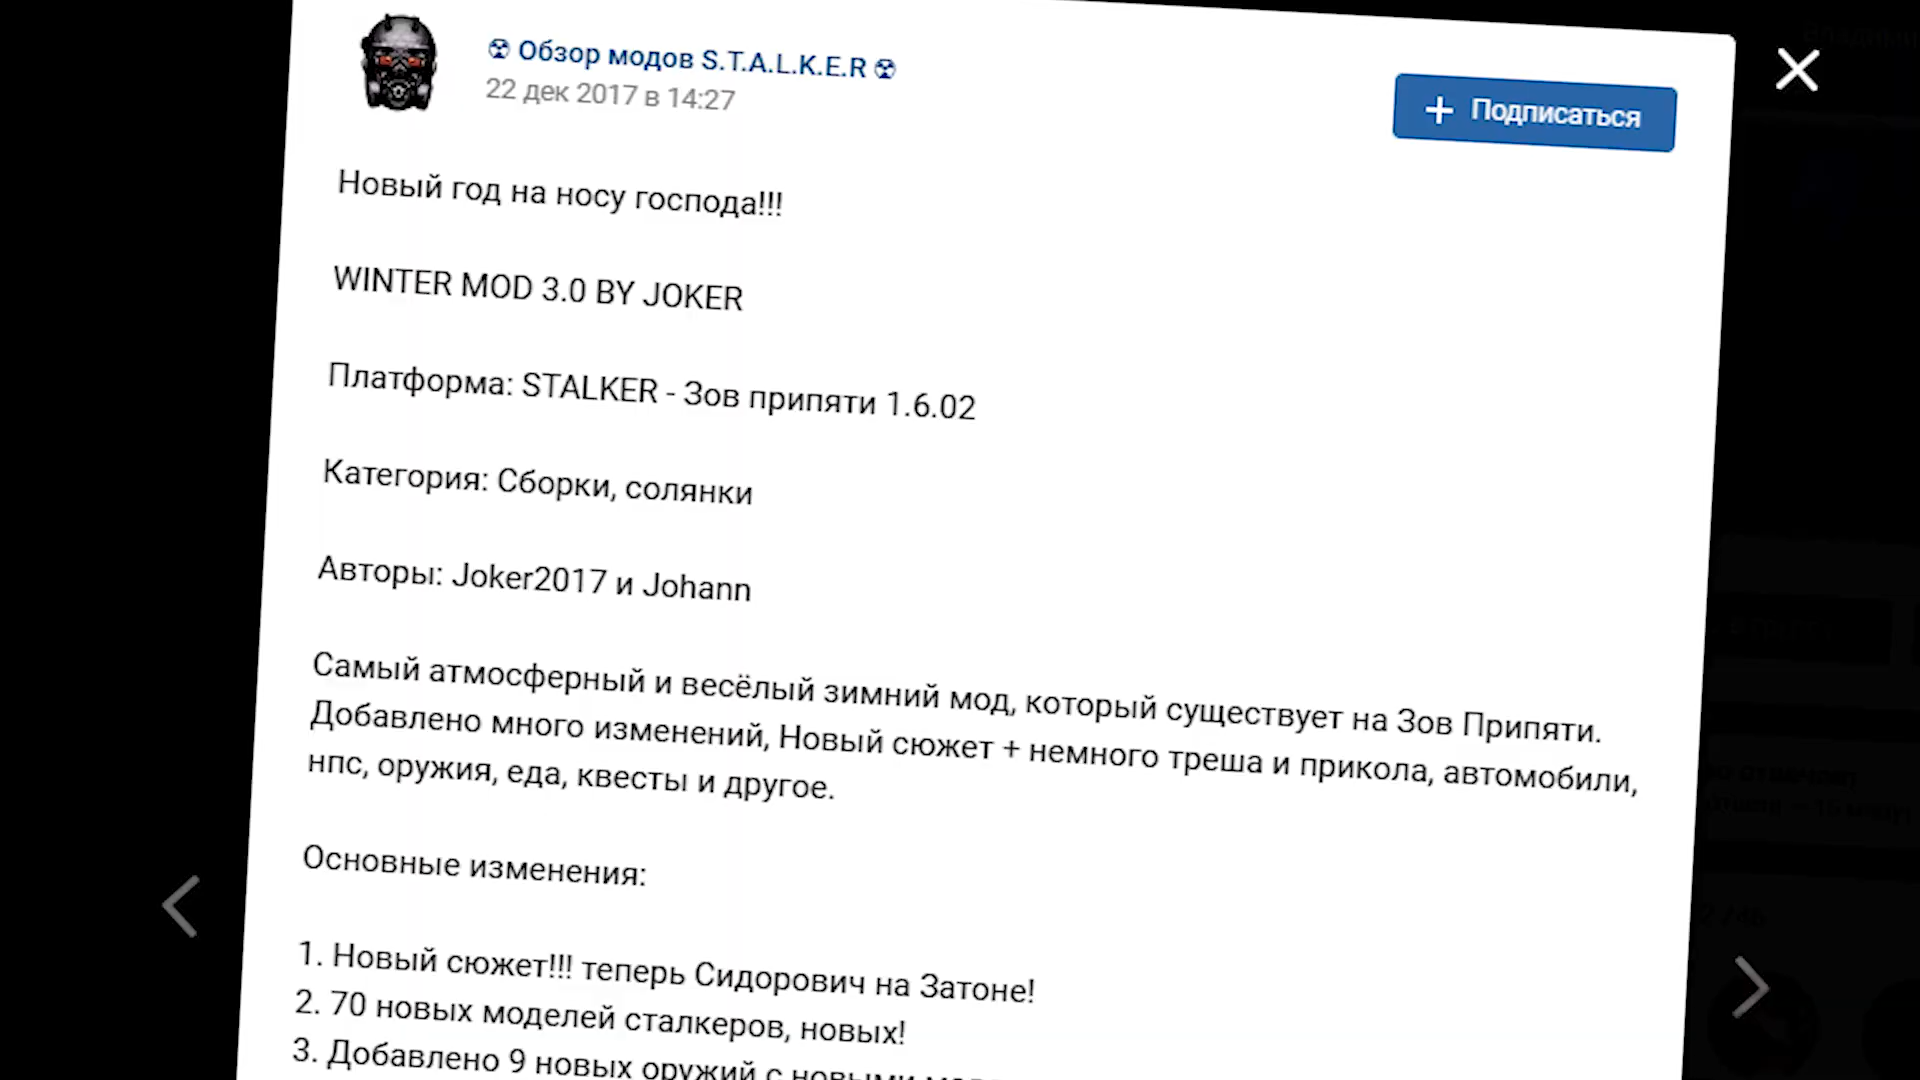 ☢ Обзор модов S.T.A.L.K.E.R ☢
22 дек 2017 в 14:27
+ Подписаться
Новый год на носу господа!!!
WINTER MOD 3.0 BY JOKER
Платформа: STALKER - Зов припяти 1.6.02
Категория: Сборки, солянки
Авторы: Joker2017 и Johann
Самый атмосферный и весёлый зимний мод, который существует на Зов Припяти.
Добавлено много изменений, Новый сюжет + немного треша и прикола, автомобили,
нпс, оружия, еда, квесты и другое.
Основные изменения:
1. Новый сюжет!!! теперь Сидорович на Затоне!
2. 70 новых моделей сталкеров, новых!
3. Добавлено 9 новых оружий с новыми